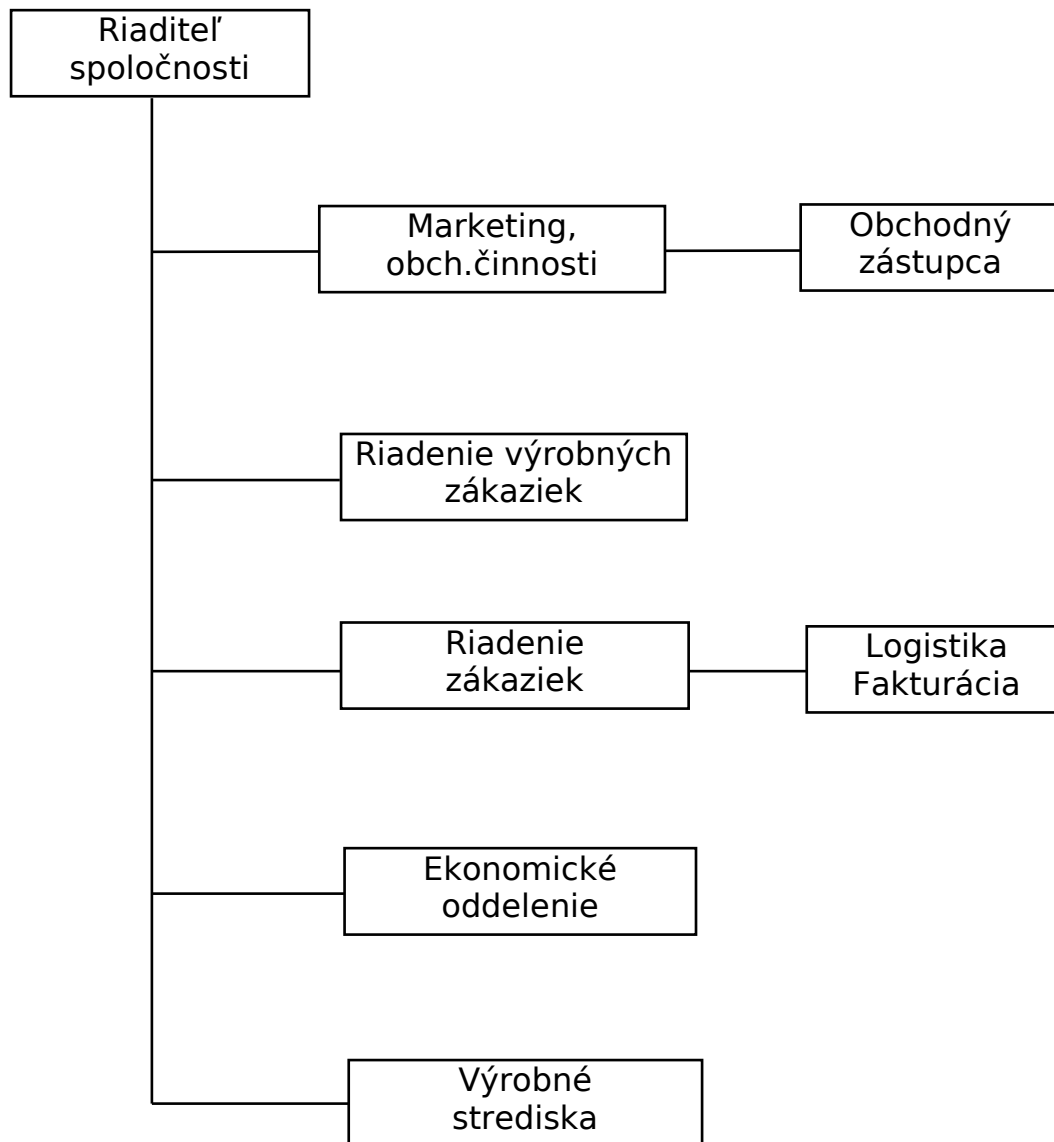 Riaditeľ
spoločnosti
Marketing,
obch.činnosti
Obchodný
zástupca
Riadenie výrobných
zákaziek
Riadenie
zákaziek
Logistika
Fakturácia
Ekonomické
oddelenie
Výrobné
strediska